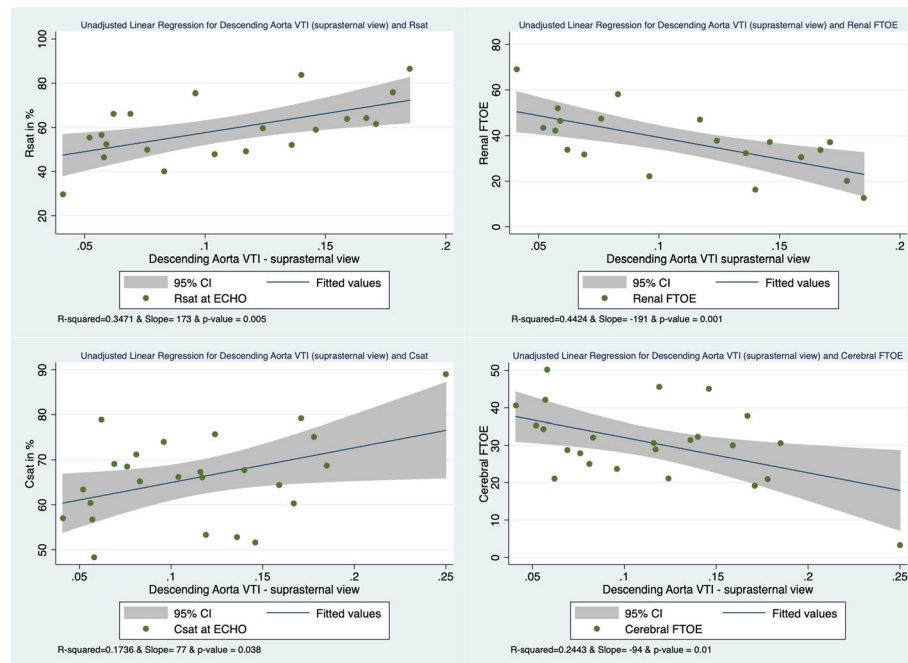 Unadjusted Linear Regression for Descending Aorta VTI (suprasternal view) and Rsat
100
80
60
40
20
Rsat in %
.05 .1 .15 .2
Descending Aorta VTI - suprasternal view
95% CI Fitted values
Rsat at ECHO
R-squared=0.3471 & Slope= 173 & p-value = 0.005
Unadjusted Linear Regression for Descending Aorta VTI (suprasternal view) and Renal FTOE
80
60
40
20
0
Renal FTOE
.05 .1 .15 .2
Descending Aorta VTI suprasternal view
95% CI Fitted values
Renal FTOE
R-squared=0.4424 & Slope= -191 & p-value = 0.001
Unadjusted Linear Regression for Descending Aorta VTI (suprasternal view) and Csat
90
80
70
60
50
Csat in %
.05 .1 .15 .2 .25
Descending Aorta VTI - suprasternal view
95% CI Fitted values
Csat at ECHO
R-squared=0.1736 & Slope= 77 & p-value = 0.038
Unadjusted Linear Regression for Descending Aorta VTI (suprasternal view) and Cerebral FTOE
50
40
30
20
10
0
Cerebral FTOE
.05 .1 .15 .2 .25
Descending Aorta VTI - suprasternal view
95% CI Fitted values
Cerebral FTOE
R-squared=0.2443 & Slope= -94 & p-value = 0.01